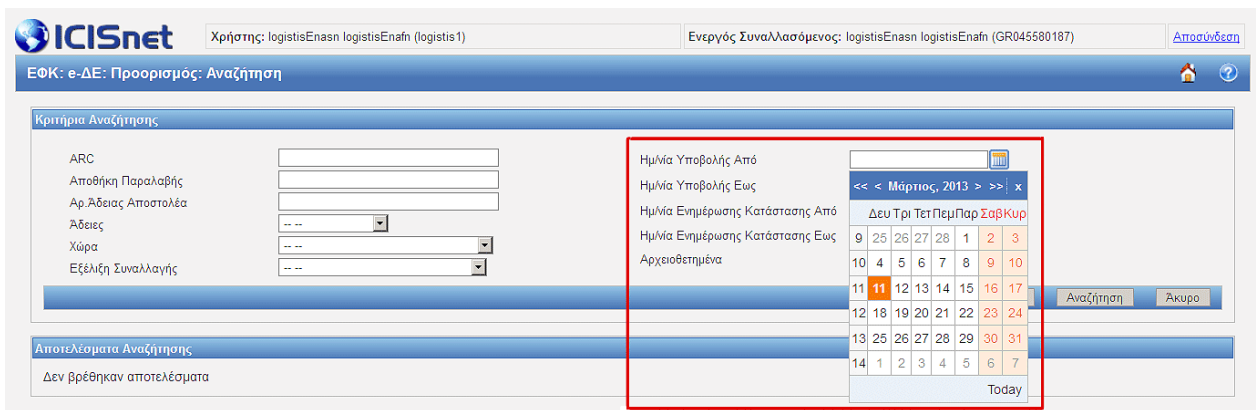 ICISnet Χρήστης: logistisEnasn logistisEnafn (logistis1) Ενεργός Συναλλασόμενος: logistisEnasn logistisEnafn (GR045580187) Αποσύνδεση
ΕΦΚ: e-ΔΕ: Προορισμός: Αναζήτηση
Κριτήρια Αναζήτησης
ARC
Αποθήκη Παραλαβής
Αρ.Άδειας Αποστολέα
Άδειες -- --
Χώρα -- --
Εξέλιξη Συναλλαγής -- --
Ημ/νία Υποβολής Από
Ημ/νία Υποβολής Εως
Ημ/νία Ενημέρωσης Κατάστασης Από
Ημ/νία Ενημέρωσης Κατάστασης Εως
Αρχειοθετημένα
<< < Μάρτιος, 2013 > >> x
Δευ Τρι Τετ Πεμ Παρ Σαβ Κυρ
9 25 26 27 28 1 2 3
10 4 5 6 7 8 9 10
11 11 12 13 14 15 16 17
12 18 19 20 21 22 23 24
13 25 26 27 28 29 30 31
14 1 2 3 4 5 6 7
Today
Αναζήτηση Άκυρο
Αποτελέσματα Αναζήτησης
Δεν βρέθηκαν αποτελέσματα